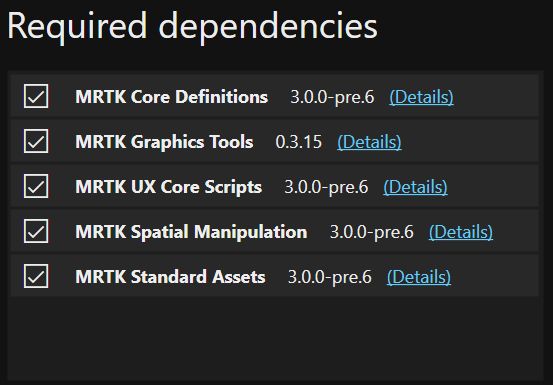 Required dependencies
MRTK Core Definitions 3.0.0-pre.6 (Details)
MRTK Graphics Tools 0.3.15 (Details)
MRTK UX Core Scripts 3.0.0-pre.6 (Details)
MRTK Spatial Manipulation 3.0.0-pre.6 (Details)
MRTK Standard Assets 3.0.0-pre.6 (Details)